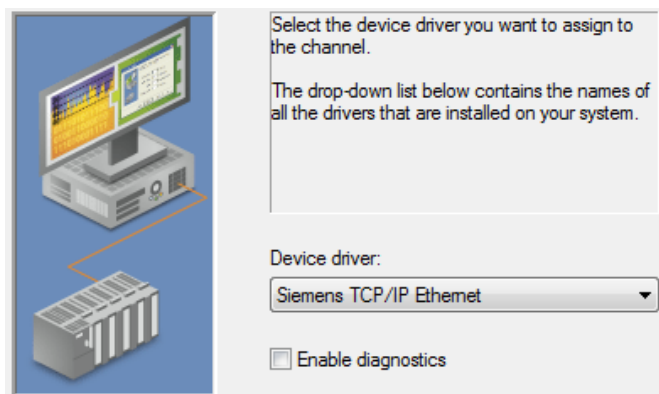 Select the device driver you want to assign to
the channel.
The drop-down list below contains the names of
all the drivers that are installed on your system.
Device driver:
Siemens TCP/IP Ethernet
Enable diagnostics